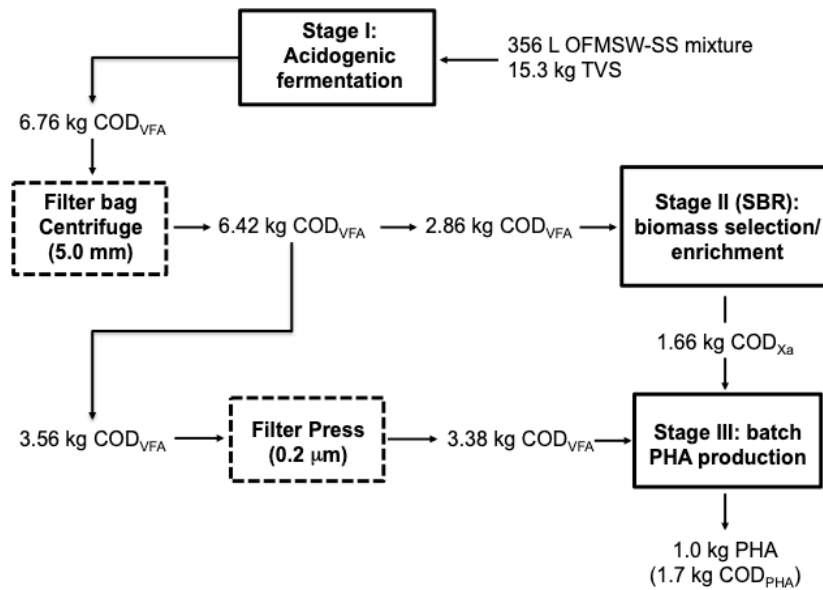 Stage I:
Acidogenic
fermentation
356 L OFMSW-SS mixture
15.3 kg TVS
6.76 kg COD_VFA
Filter bag
Centrifuge
(5.0 mm)
6.42 kg COD_VFA
2.86 kg COD_VFA
Stage II (SBR):
biomass selection/
enrichment
1.66 kg COD_Xa
3.56 kg COD_VFA
Filter Press
(0.2 μm)
3.38 kg COD_VFA
Stage III: batch
PHA production
1.0 kg PHA
(1.7 kg COD_PHA)